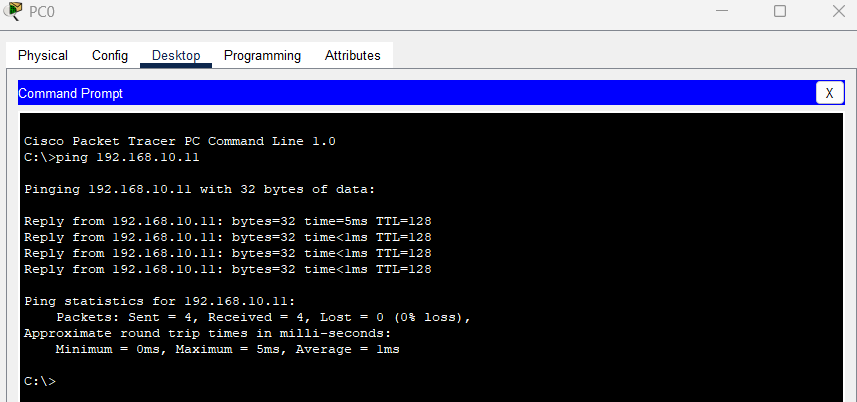 PC0
Physical Config Desktop Programming Attributes
Command Prompt X
Cisco Packet Tracer PC Command Line 1.0
C:\>ping 192.168.10.11
Pinging 192.168.10.11 with 32 bytes of data:
Reply from 192.168.10.11: bytes=32 time=5ms TTL=128
Reply from 192.168.10.11: bytes=32 time<1ms TTL=128
Reply from 192.168.10.11: bytes=32 time<1ms TTL=128
Reply from 192.168.10.11: bytes=32 time<1ms TTL=128
Ping statistics for 192.168.10.11:
    Packets: Sent = 4, Received = 4, Lost = 0 (0% loss),
Approximate round trip times in milli-seconds:
    Minimum = 0ms, Maximum = 5ms, Average = 1ms
C:\>